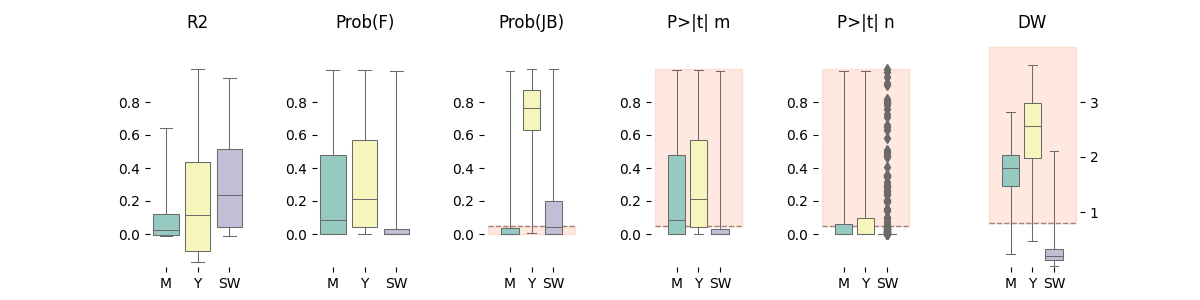 R2 Prob(F) Prob(JB) P>|t| m P>|t| n DW
0.8 0.8 0.8 0.8 0.8 3
0.6 0.6 0.6 0.6 0.6
0.4 0.4 0.4 0.4 0.4 2
0.2 0.2 0.2 0.2 0.2 1
0.0 0.0 0.0 0.0 0.0
M Y SW M Y SW M Y SW M Y SW M Y SW M Y SW